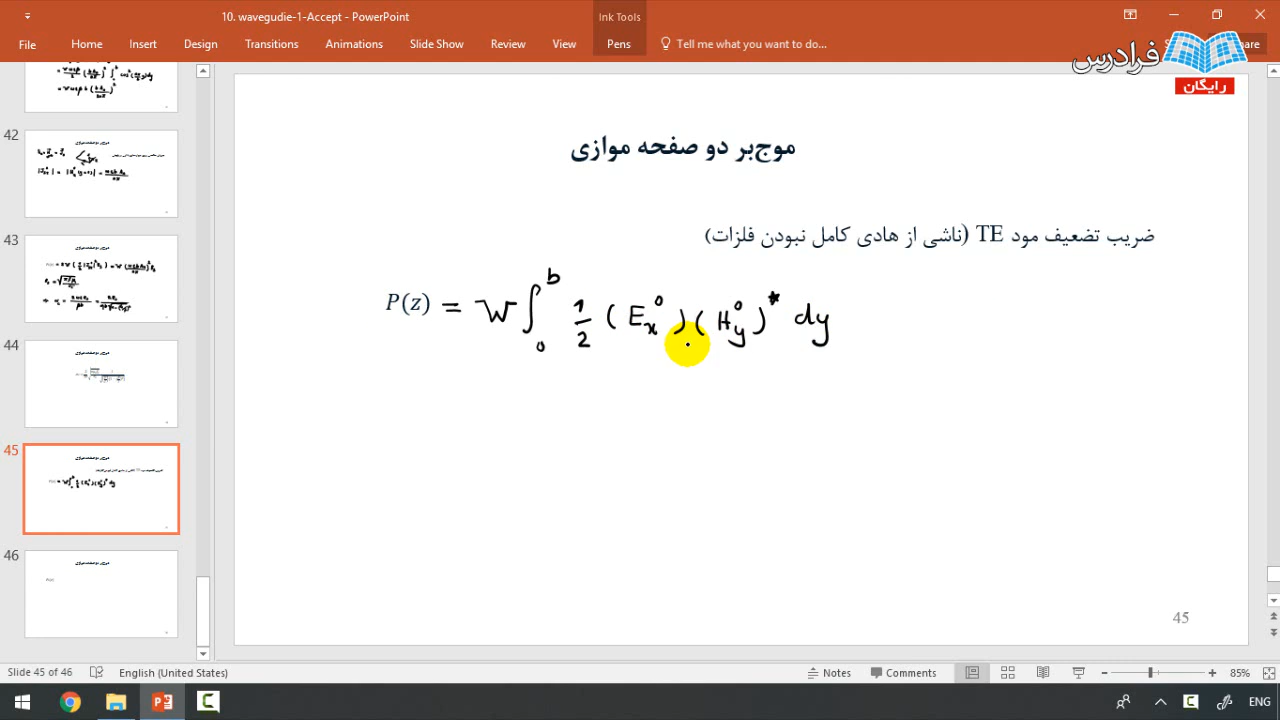 10. wavegudie-1-Accept - PowerPoint
Ink Tools
File Home Insert Design Transitions Animations Slide Show Review View Pens Tell me what you want to do...
فرادرس
رایگان
42
43
44
45
46
موج‌بر دو صفحه موازی
ضریب تضعیف مود TE (ناشی از هادی کامل نبودن فلزات)
P(z) = W ∫₀ᵇ 1/2 (Eₓ⁰)(H_y⁰)* dy
45
Slide 45 of 46 English (United States) Notes Comments 85%
ENG